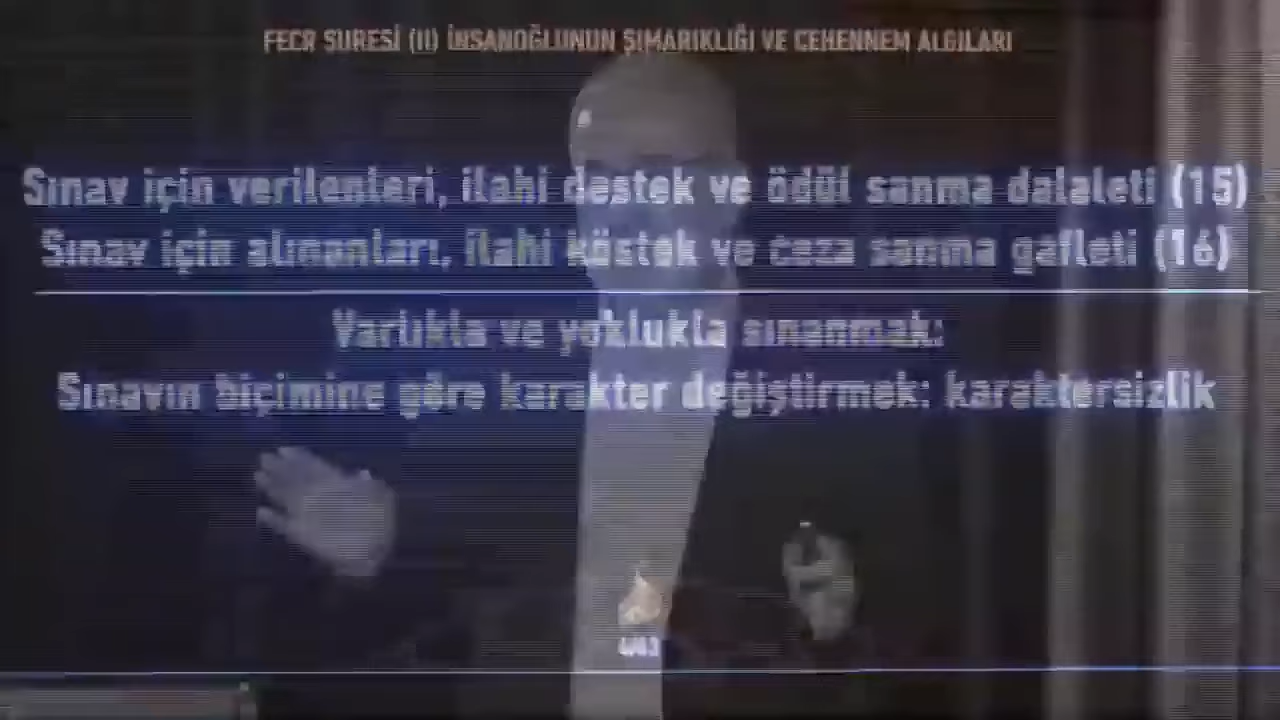 FECR SURESİ (II) İNSANOĞLUNUN ŞIMARIKLIĞI VE CEHENNEM ALGILARI
Sınav için verilenleri, ilahi destek ve ödül sanma dalaleti (15)
Sınav için alınanları, ilahi köstek ve ceza sanma gafleti (16)
Varlıkla ve yoklukla sınanmak:
Sınavın biçimine göre karakter değiştirmek: karaktersizlik